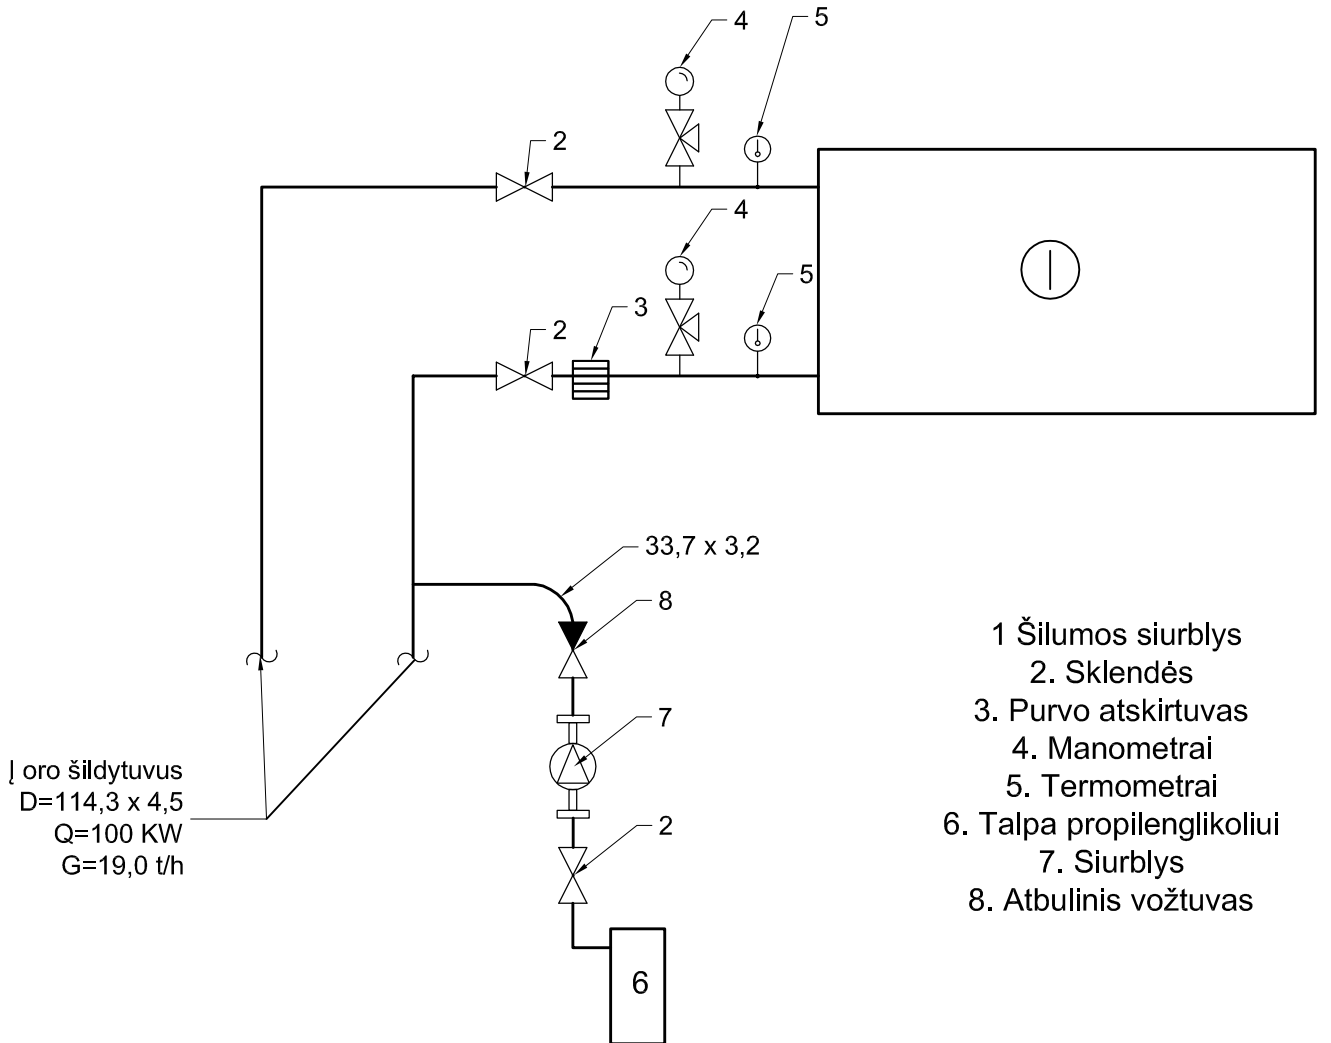 4
5
2
4
5
3
2
33,7 x 3,2
8
7
2
6
Į oro šildytuvus
D=114,3 x 4,5
Q=100 KW
G=19,0 t/h
1 Šilumos siurblys
2. Sklendės
3. Purvo atskirtuvas
4. Manometrai
5. Termometrai
6. Talpa propilenglikoliui
7. Siurblys
8. Atbulinis vožtuvas